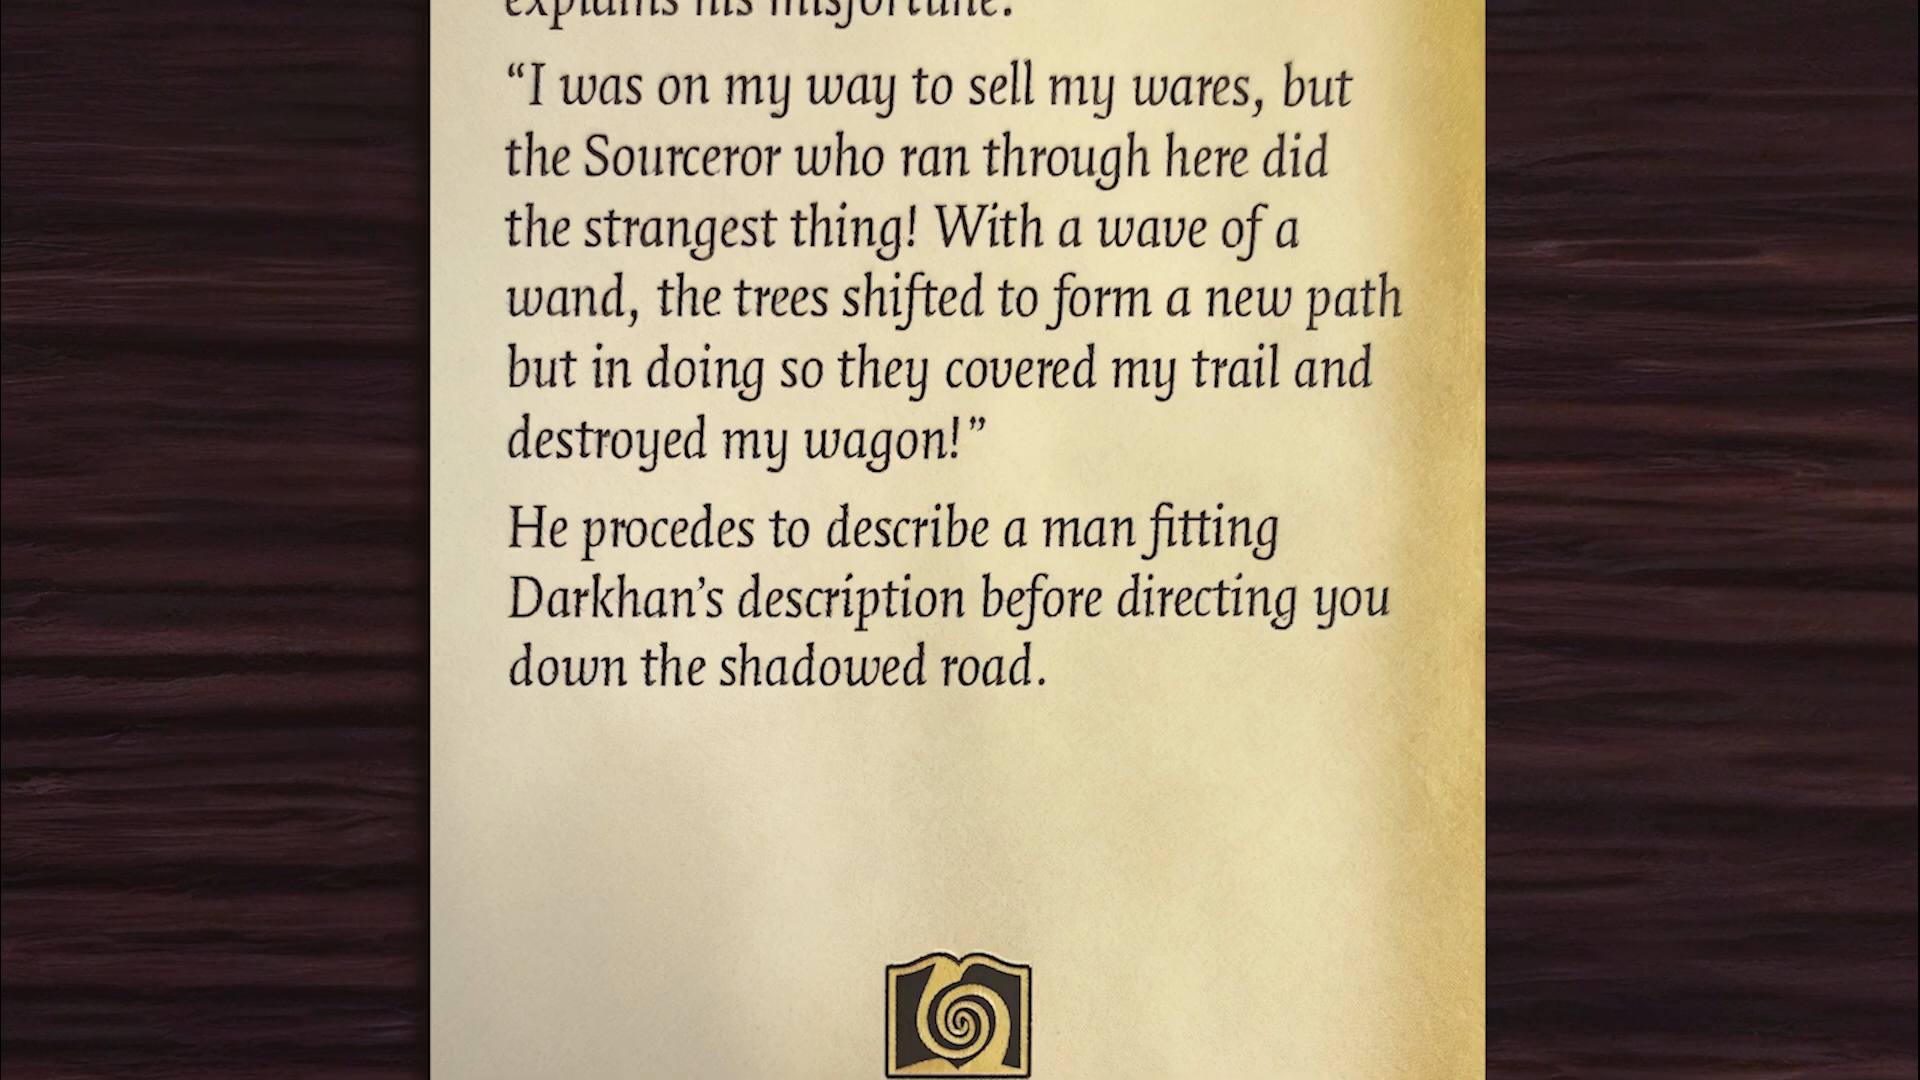 explains his misfortune.
“I was on my way to sell my wares, but
the Sourceror who ran through here did
the strangest thing! With a wave of a
wand, the trees shifted to form a new path
but in doing so they covered my trail and
destroyed my wagon!”
He procedes to describe a man fitting
Darkhan’s description before directing you
down the shadowed road.